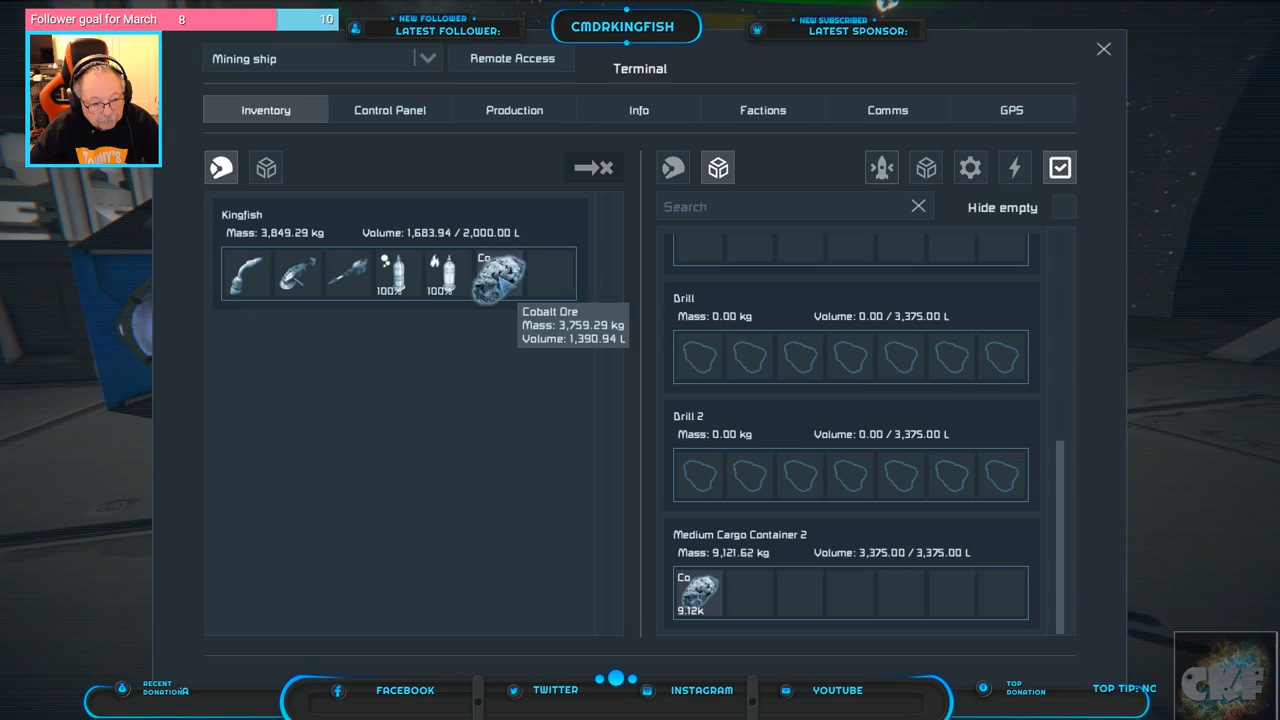 Follower goal for March 8 10
NEW FOLLOWER
LATEST FOLLOWER:
CMDRKINGFISH
NEW SUBSCRIBER
LATEST SPONSOR:
Mining ship
Remote Access
Terminal
Inventory
Control Panel
Production
Info
Factions
Comms
GPS
Search
Hide empty
Kingfish
Mass: 3,849.29 kg Volume: 1,683.94 / 2,000.00 L
100%
100%
Co
Cobalt Ore
Mass: 3,759.29 kg
Volume: 1,390.94 L
Drill
Mass: 0.00 kg Volume: 0.00 / 3,375.00 L
Drill 2
Mass: 0.00 kg Volume: 0.00 / 3,375.00 L
Medium Cargo Container 2
Mass: 9,121.62 kg Volume: 3,375.00 / 3,375.00 L
Co
9.12k
TOMMY'S
RECENT
DONATION
FACEBOOK
TWITTER
INSTAGRAM
YOUTUBE
TOP
DONATION
TOP TIP: NO
CKF